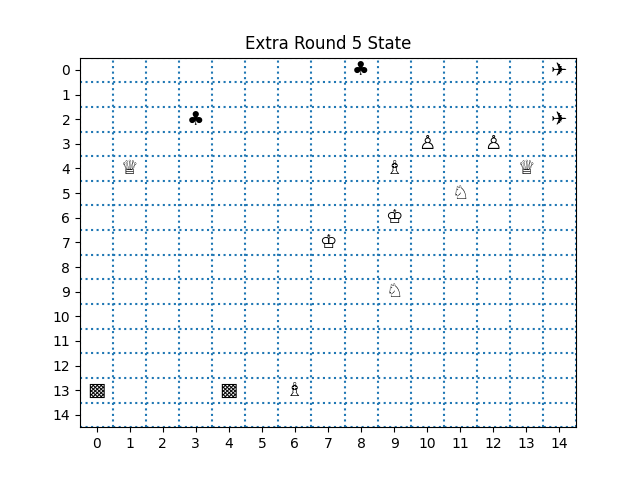 Extra Round 5 State
0 ♣ ✈
1
2 ♣ ✈
3 ♙ ♙
4 ♕ ♗ ♕
5 ♘
6 ♔
7 ♔
8
9 ♘
10
11
12
13 ▩ ▩ ♗
14
0 1 2 3 4 5 6 7 8 9 10 11 12 13 14